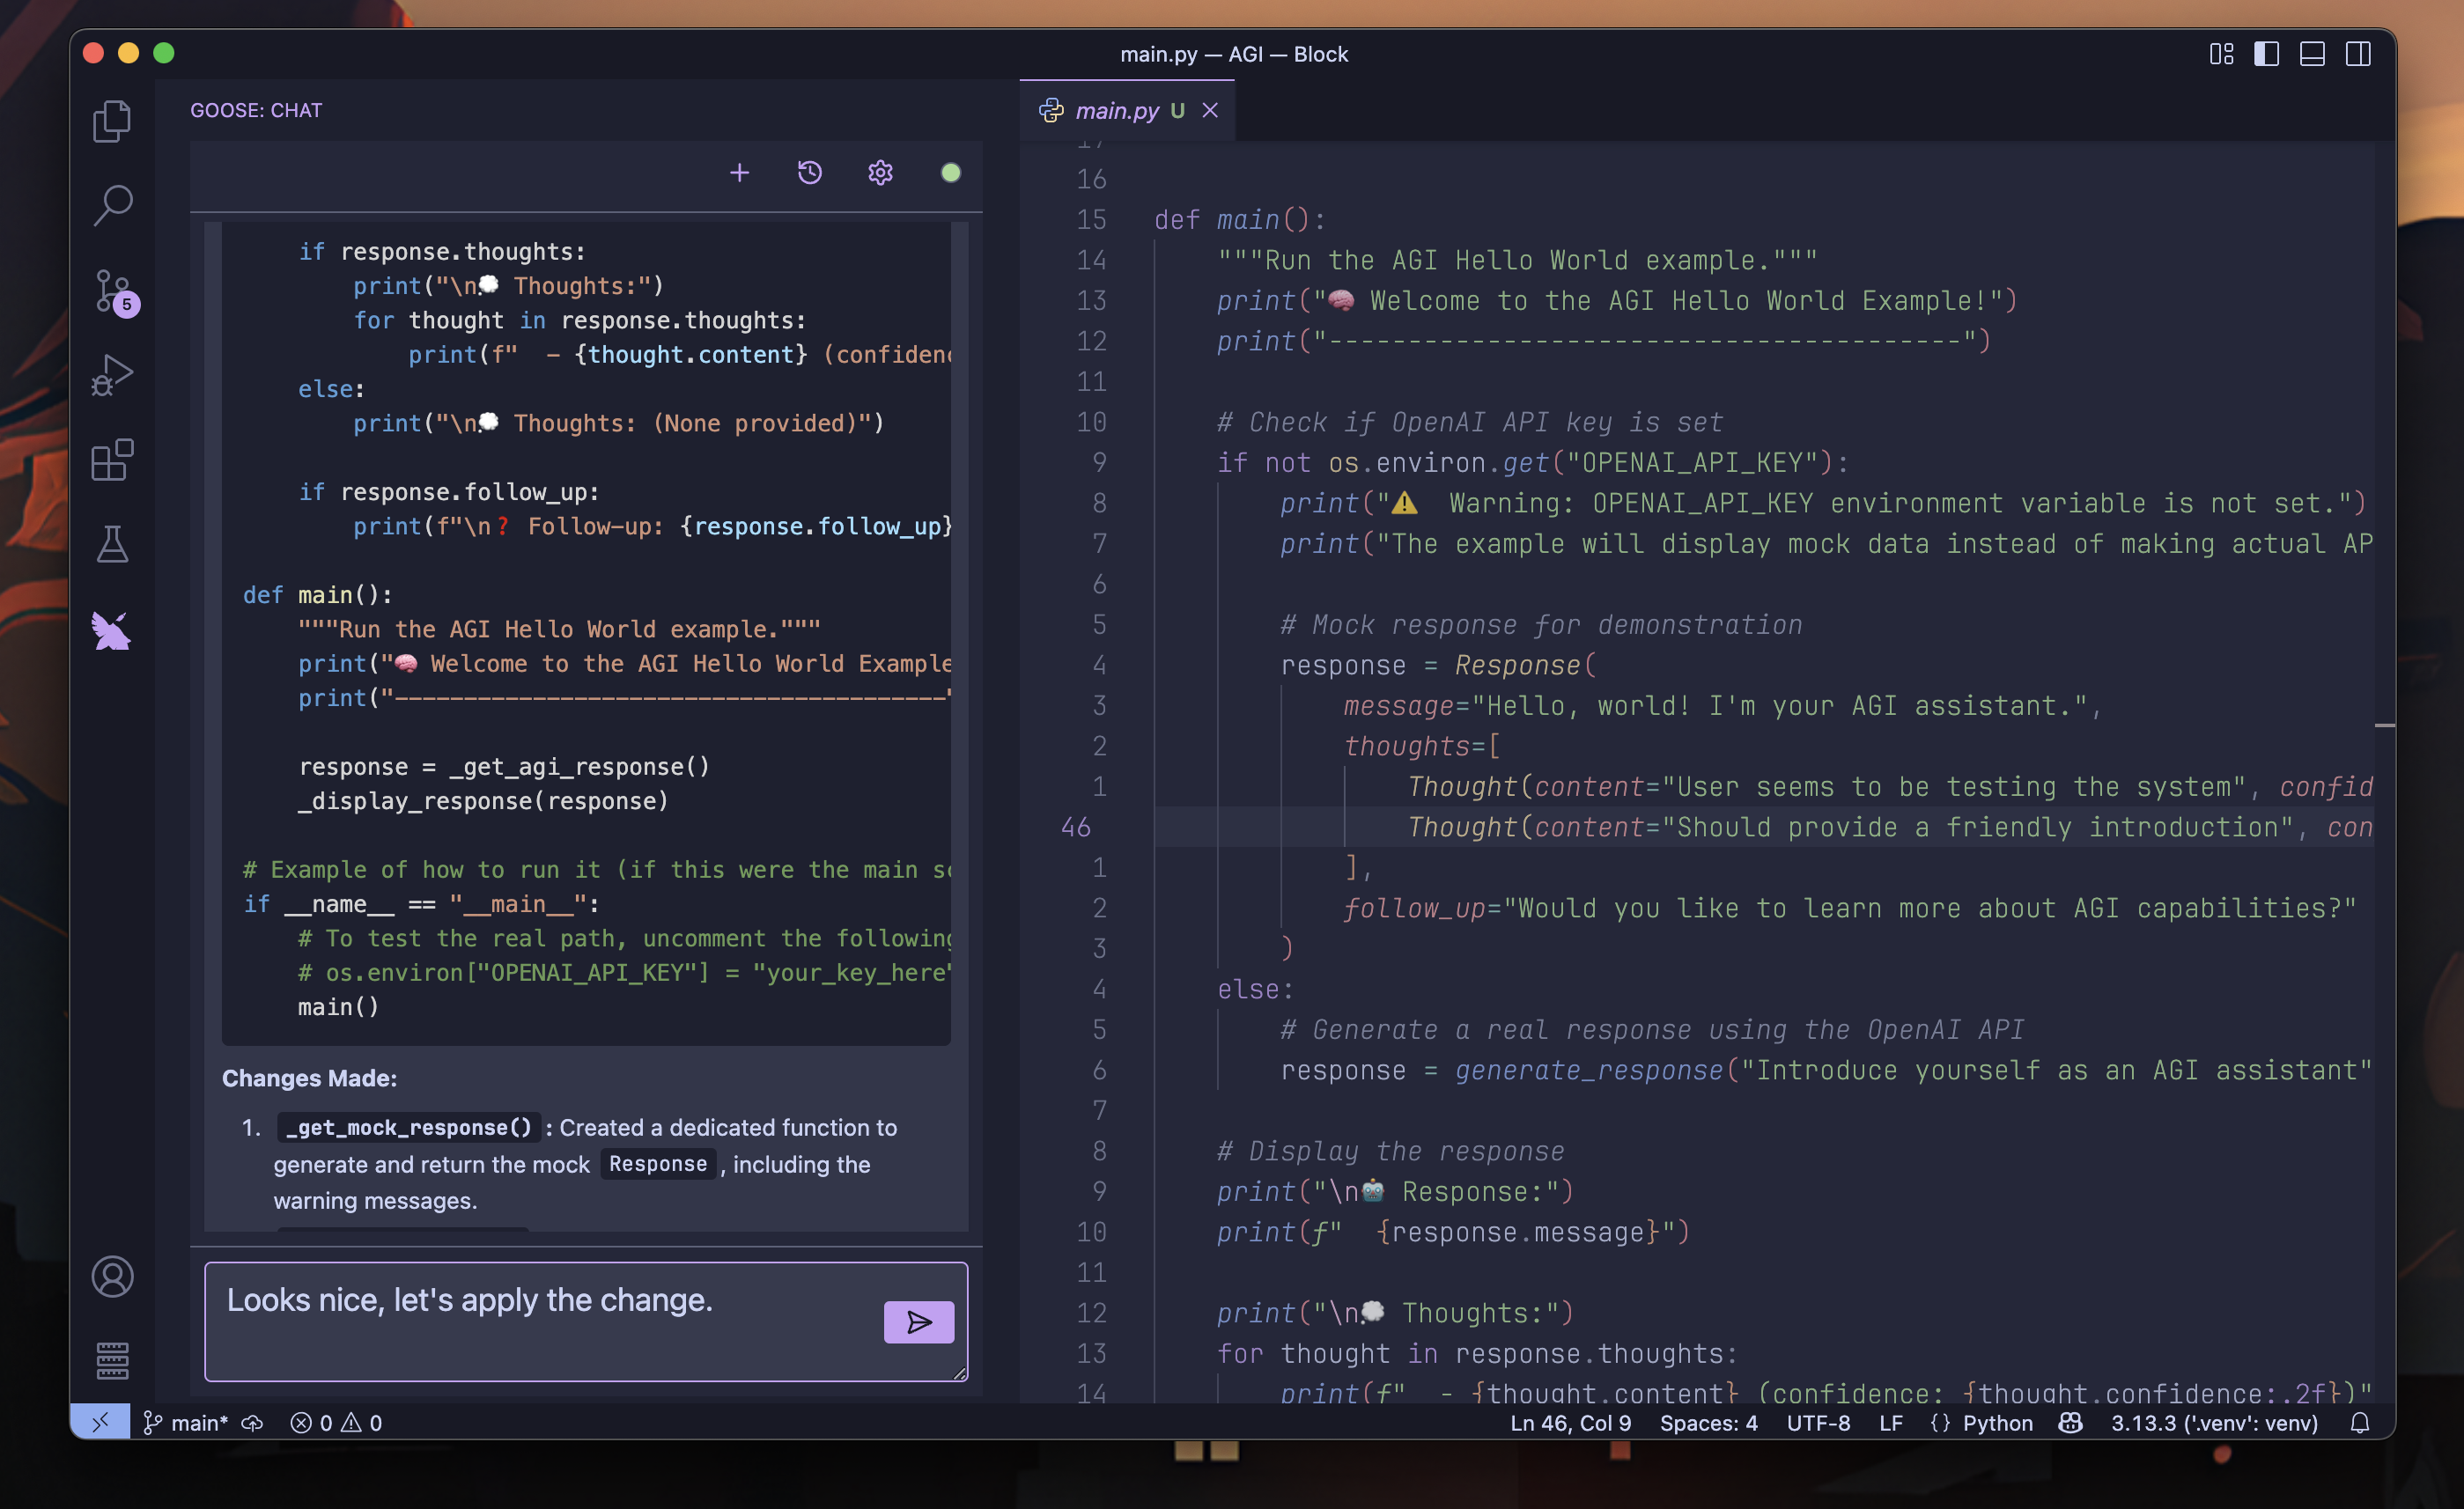 main.py — AGI — Block
GOOSE: CHAT
5
if response.thoughts:
print("\n💭 Thoughts:")
for thought in response.thoughts:
print(f"  - {thought.content} (confidenc
else:
print("\n💭 Thoughts: (None provided)")
if response.follow_up:
print(f"\n❓ Follow-up: {response.follow_up}
def main():
"""Run the AGI Hello World example."""
print("🧠 Welcome to the AGI Hello World Example
print("----------------------------------------"
response = _get_agi_response()
_display_response(response)
# Example of how to run it (if this were the main sc
if __name__ == "__main__":
# To test the real path, uncomment the following
# os.environ["OPENAI_API_KEY"] = "your_key_here"
main()
Changes Made:
1. _get_mock_response() : Created a dedicated function to
generate and return the mock Response , including the
warning messages.
Looks nice, let's apply the change.
main.py U
17
16
15 def main():
14 """Run the AGI Hello World example."""
13 print("🧠 Welcome to the AGI Hello World Example!")
12 print("----------------------------------------")
11
10 # Check if OpenAI API key is set
9 if not os.environ.get("OPENAI_API_KEY"):
8 print("⚠️  Warning: OPENAI_API_KEY environment variable is not set.")
7 print("The example will display mock data instead of making actual AP
6
5 # Mock response for demonstration
4 response = Response(
3 message="Hello, world! I'm your AGI assistant.",
2 thoughts=[
1 Thought(content="User seems to be testing the system", confid
46 Thought(content="Should provide a friendly introduction", con
1 ],
2 follow_up="Would you like to learn more about AGI capabilities?"
3 )
4 else:
5 # Generate a real response using the OpenAI API
6 response = generate_response("Introduce yourself as an AGI assistant"
7
8 # Display the response
9 print("\n🤖 Response:")
10 print(f"  {response.message}")
11
12 print("\n💭 Thoughts:")
13 for thought in response.thoughts:
14 print(f"  - {thought.content} (confidence: {thought.confidence:.2f})"
main* 0 0
Ln 46, Col 9 Spaces: 4 UTF-8 LF {} Python 3.13.3 ('.venv': venv)